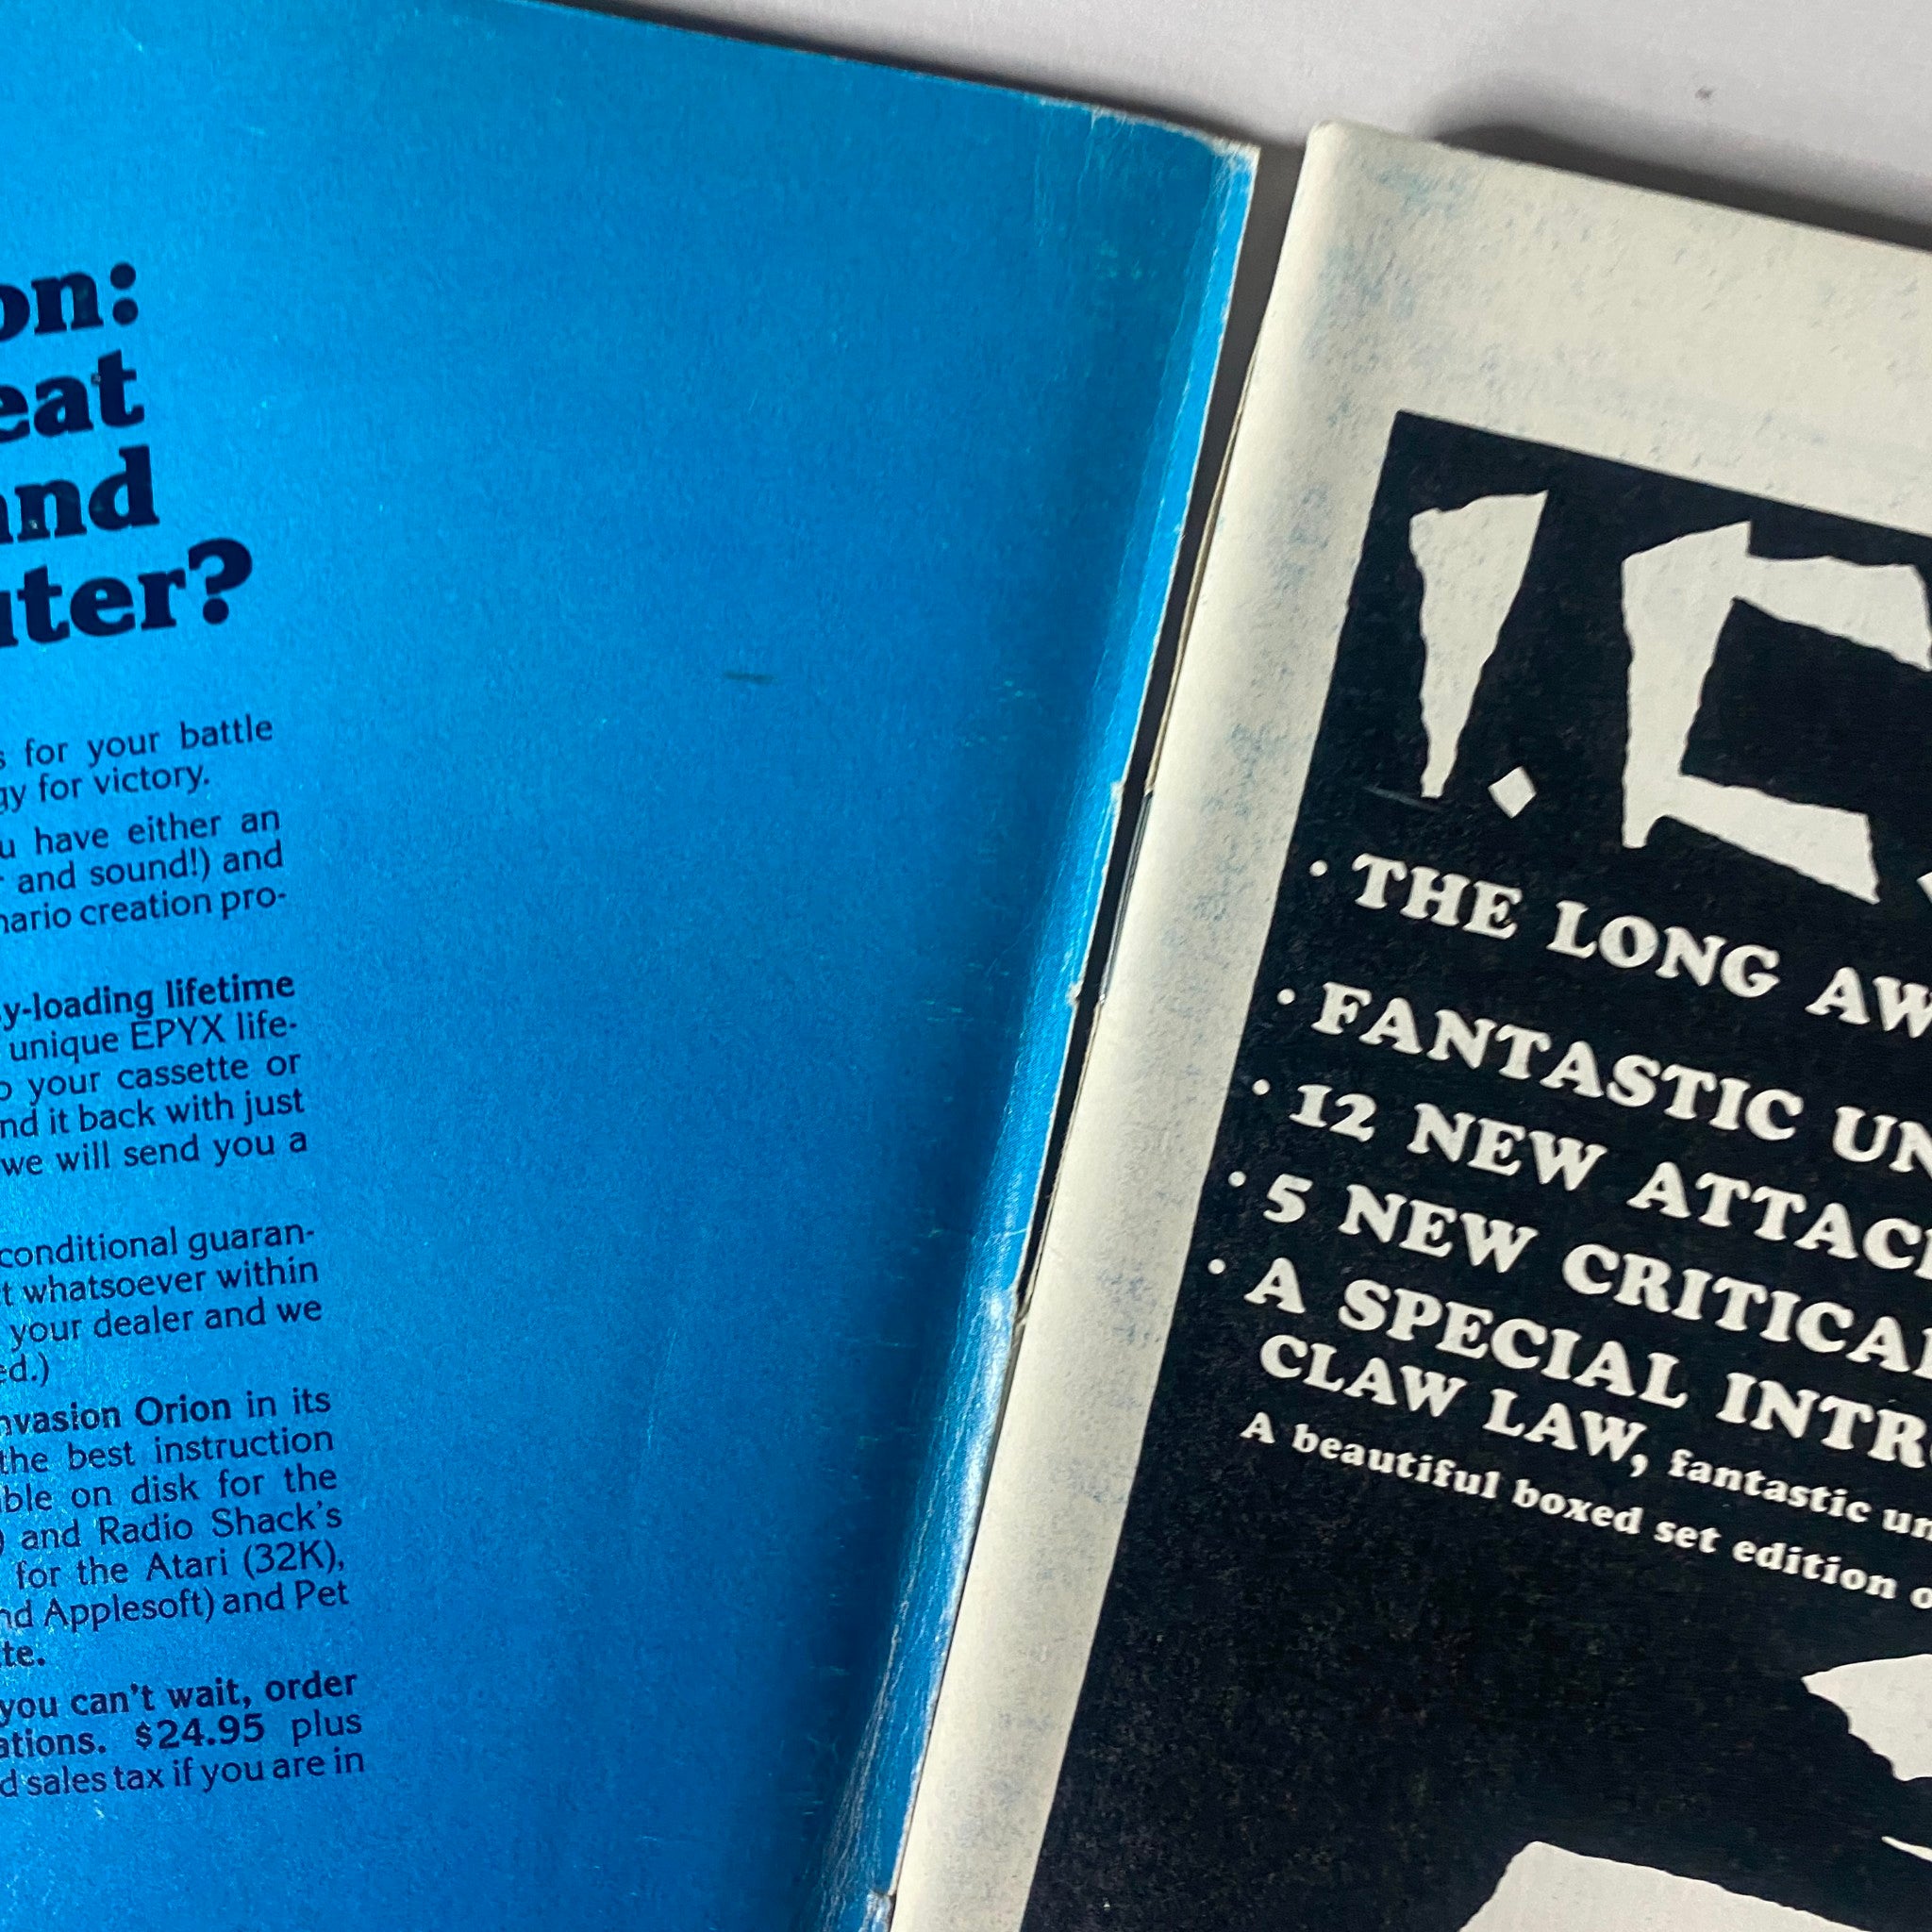 on:
eat
and
uter?
s for your battle
gy for victory.
u have either an
r and sound!) and
nario creation pro-
y-loading lifetime
unique EPYX life-
o your cassette or
nd it back with just
we will send you a
conditional guaran-
t whatsoever within
your dealer and we
ed.)
nvasion Orion in its
the best instruction
able on disk for the
) and Radio Shack's
for the Atari (32K),
nd Applesoft) and Pet
te.
you can't wait, order
ations. $24.95 plus
d sales tax if you are in
I.C.
• THE LONG AW
• FANTASTIC UN
• 12 NEW ATTAC
• 5 NEW CRITICAL
• A SPECIAL INTR
CLAW LAW, fantastic un
A beautiful boxed set edition o